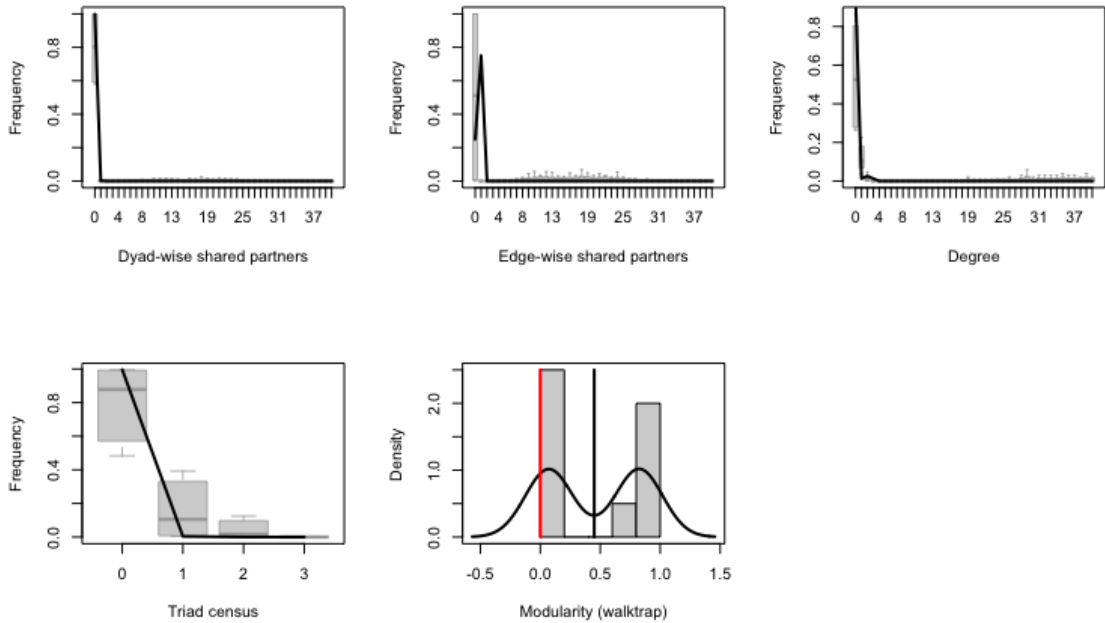 Frequency
0.0 0.4 0.8
0 4 8 13 19 25 31 37
Dyad-wise shared partners
Frequency
0.0 0.4 0.8
0 4 8 13 19 25 31 37
Edge-wise shared partners
Frequency
0.0 0.2 0.4 0.6 0.8
0 4 8 13 19 25 31 37
Degree
Frequency
0.0 0.4 0.8
0 1 2 3
Triad census
Density
0.0 1.0 2.0
-0.5 0.0 0.5 1.0 1.5
Modularity (walktrap)